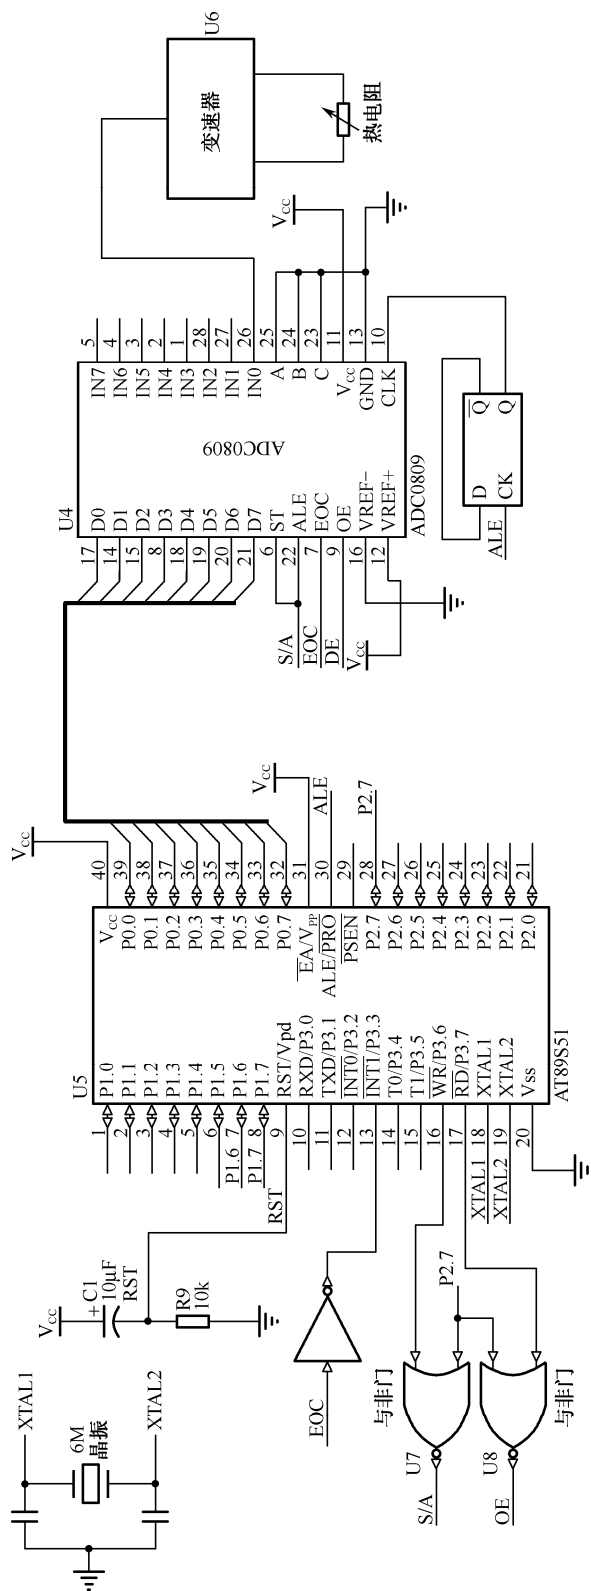 XTAL1
XTAL2
6M
晶振
VCC
+ C1
10μF
RST
R9
10k
RST
EOC
P2.7
与非门
与非门
U7
U8
S/A
OE
U5
AT89S51
1 P1.0
2 P1.1
3 P1.2
4 P1.3
5 P1.4
6 P1.5
P1.6 7 P1.6
P1.7 8 P1.7
9 RST/Vpd
10 RXD/P3.0
11 TXD/P3.1
12 INT0/P3.2
13 INT1/P3.3
14 T0/P3.4
15 T1/P3.5
16 WR/P3.6
17 RD/P3.7
XTAL1 18 XTAL1
XTAL2 19 XTAL2
20 Vss
VCC 40 VCC
P0.0 39
P0.1 38
P0.2 37
P0.3 36
P0.4 35
P0.5 34
P0.6 33
P0.7 32
EA/VPP 31 VCC
ALE/PRO 30 ALE
PSEN 29
P2.7 28 P2.7
P2.6 27
P2.5 26
P2.4 25
P2.3 24
P2.2 23
P2.1 22
P2.0 21
U4
ADC0809
ADC0809
17 D0
14 D1
15 D2
8 D3
18 D4
19 D5
20 D6
21 D7
6 ST
S/A 22 ALE
EOC 7 EOC
DE 9 OE
16 VREF−
VCC 12 VREF+
IN7 5
IN6 4
IN5 3
IN4 2
IN3 1
IN2 28
IN1 27
IN0 26
A 25
B 24
C 23
VCC 11 VCC
GND 13
CLK 10
D Q
CK Q
ALE
U6
变速器
热电阻